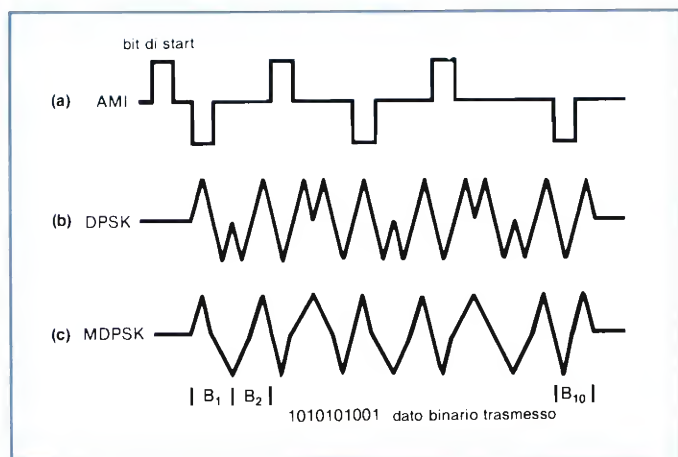 bit di start
(a) AMI
(b) DPSK
(c) MDPSK
| B₁ | B₂ | |B₁₀|
1010101001 dato binario trasmesso